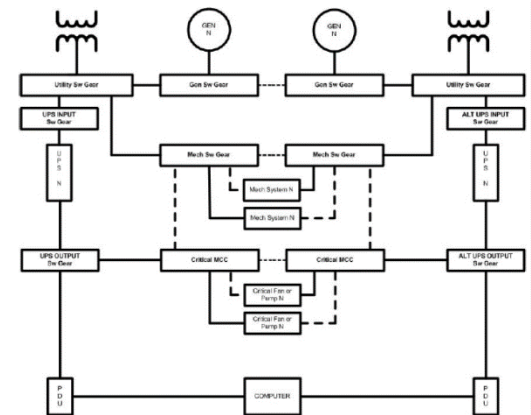 GEN
N
GEN
N
Utility Sw Gear
Gen Sw Gear
Gen Sw Gear
Utility Sw Gear
UPS INPUT
Sw Gear
ALT UPS INPUT
Sw Gear
U
P
S
N
Mech Sw Gear
Mech Sw Gear
U
P
S
N
Mech System N
Mech System N
UPS OUTPUT
Sw Gear
Critical MCC
Critical MCC
ALT UPS OUTPUT
Sw Gear
Critical Fan or
Pump N
Critical Fan or
Pump N
P
D
U
COMPUTER
P
D
U